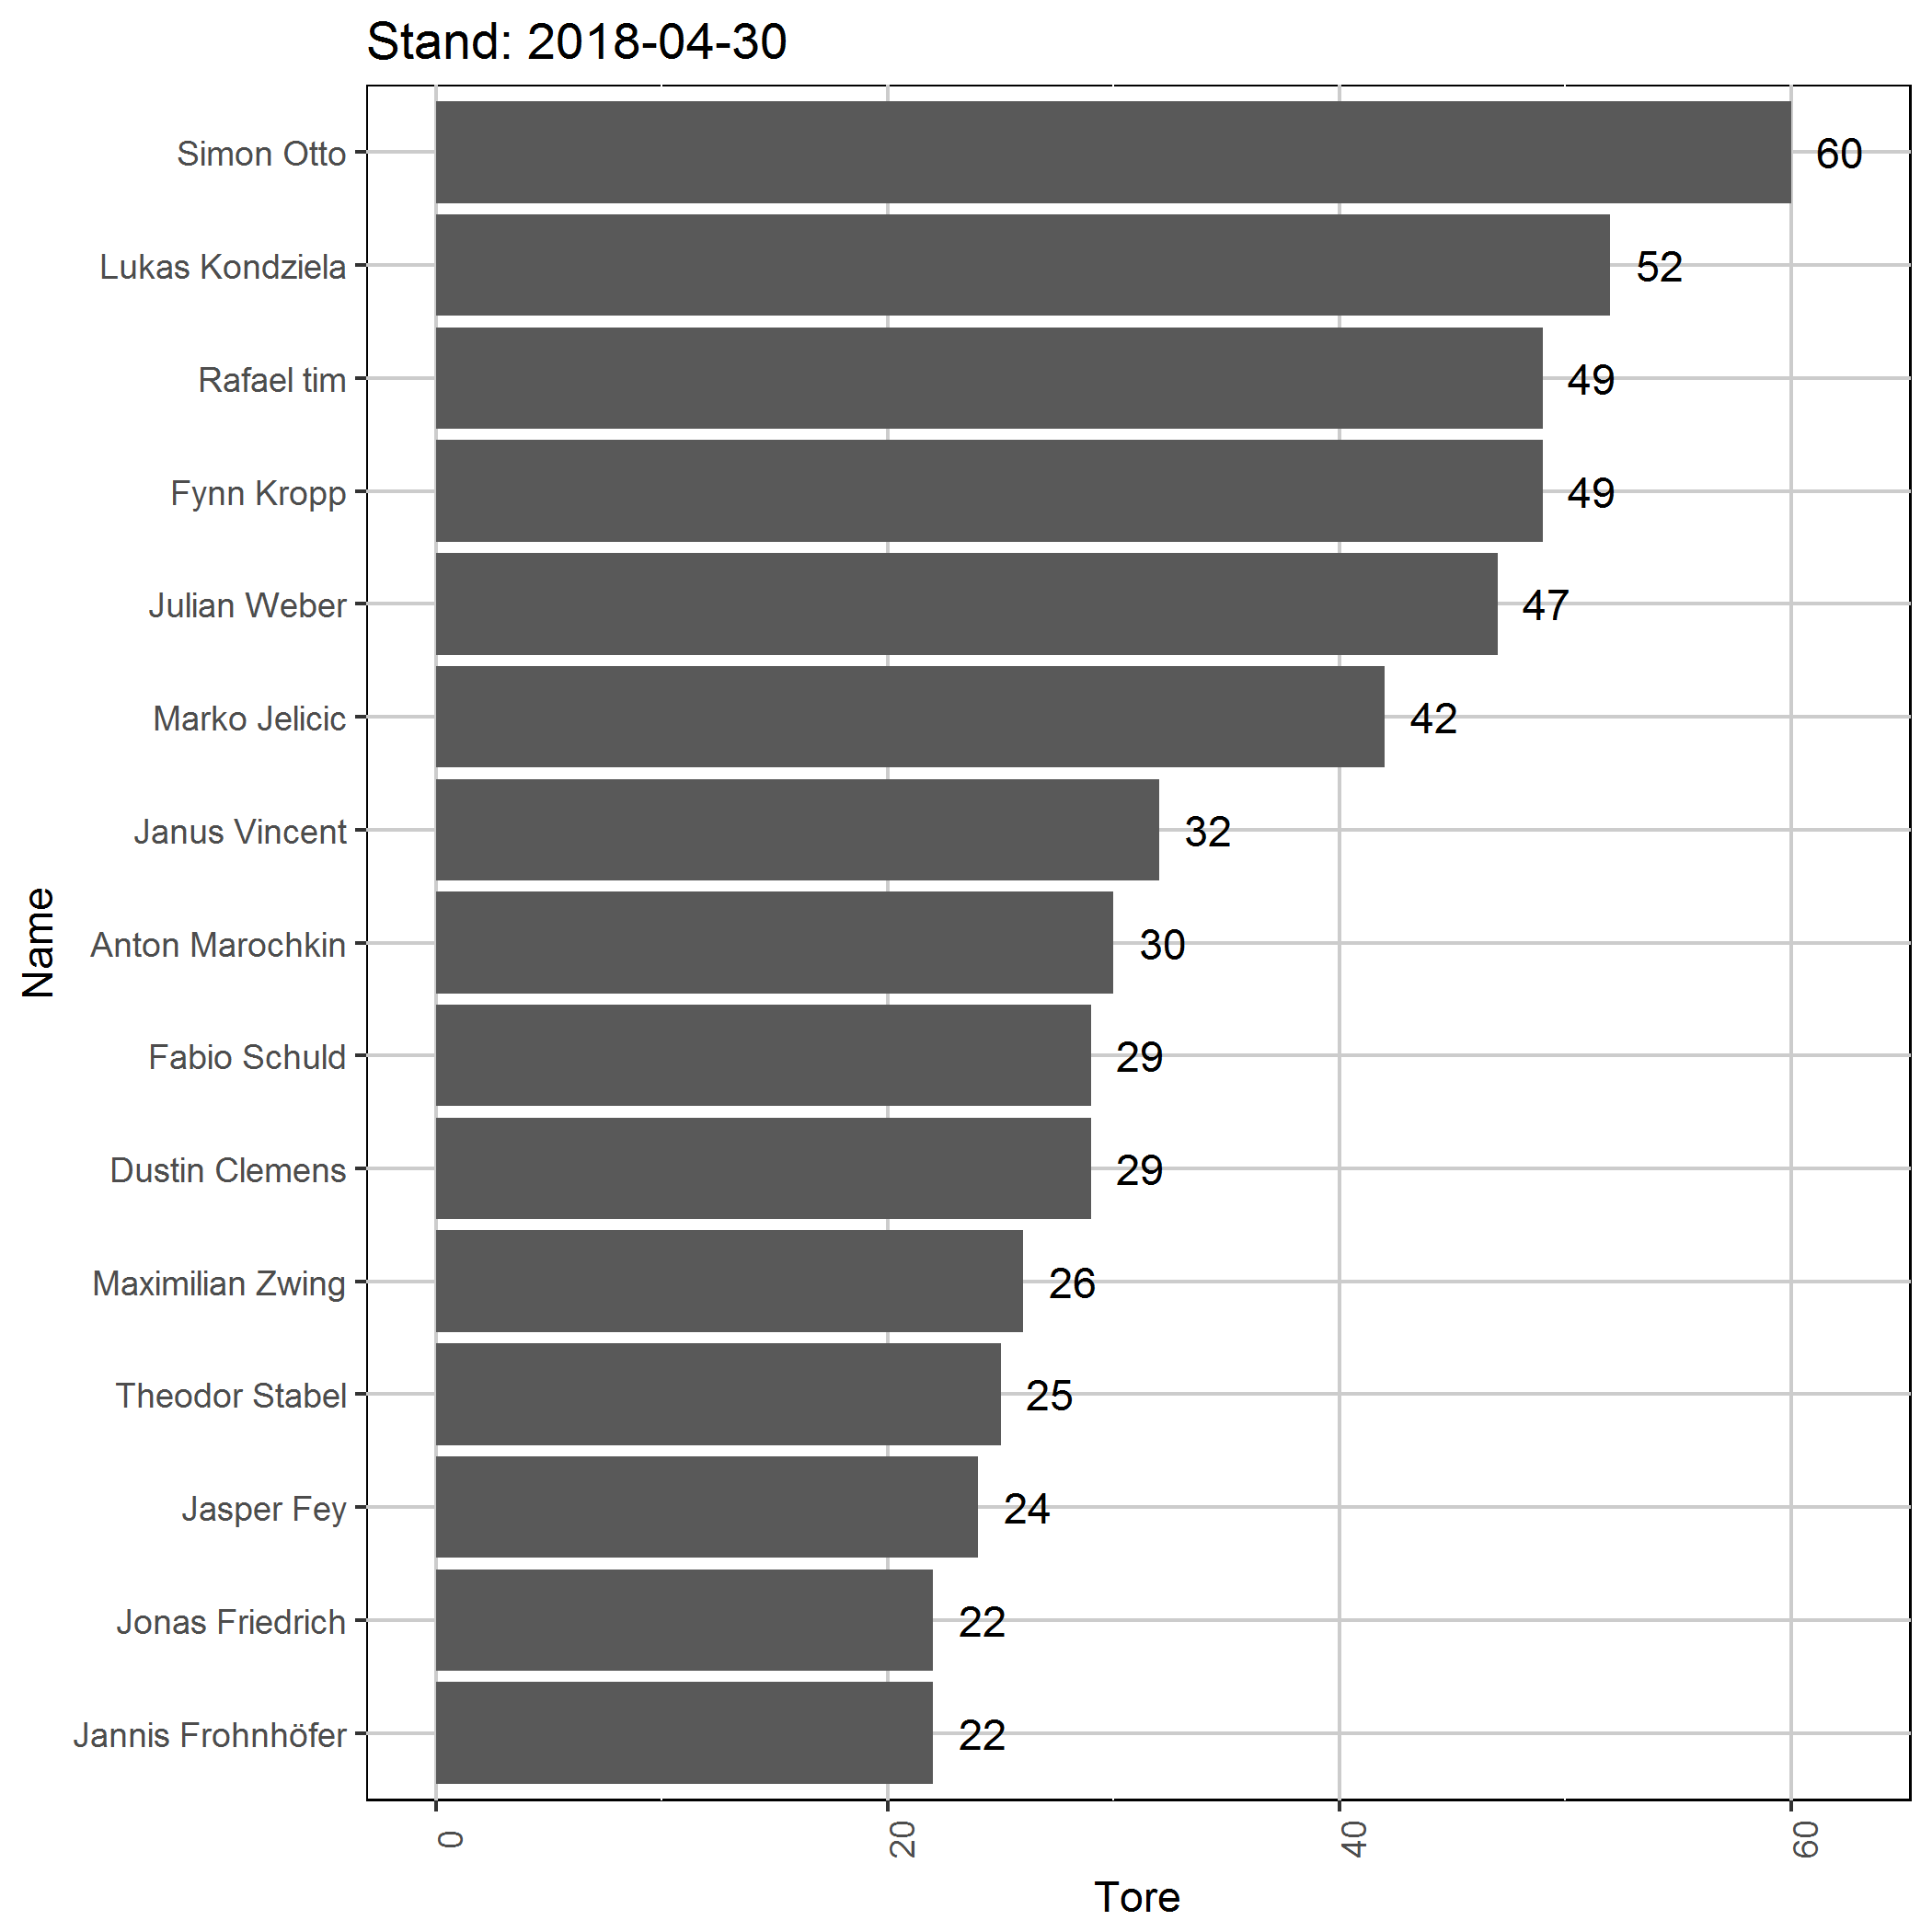 Stand: 2018-04-30
Simon Otto 60
Lukas Kondziela 52
Rafael tim 49
Fynn Kropp 49
Julian Weber 47
Marko Jelicic 42
Janus Vincent 32
Anton Marochkin 30
Fabio Schuld 29
Dustin Clemens 29
Maximilian Zwing 26
Theodor Stabel 25
Jasper Fey 24
Jonas Friedrich 22
Jannis Frohnhöfer 22
Name
0 20 40 60
Tore